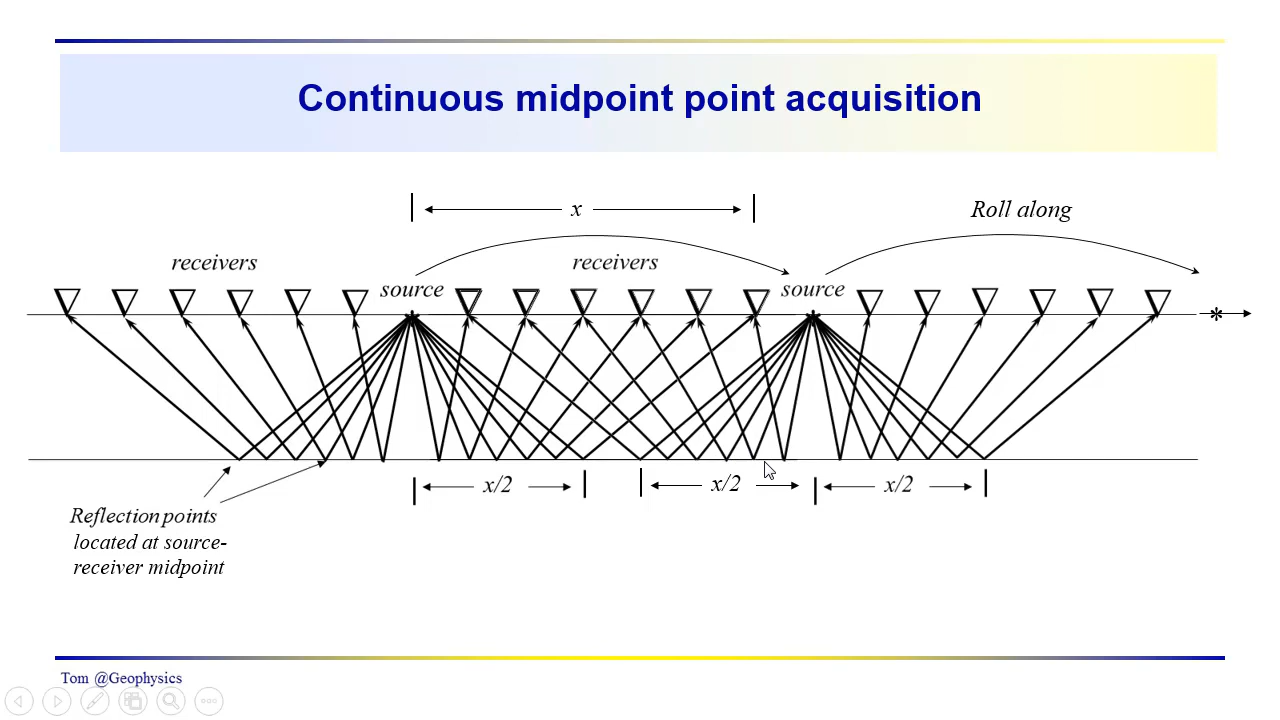 Continuous midpoint point acquisition
x
Roll along
receivers
receivers
source
source
*
x/2
x/2
x/2
Reflection points
located at source-
receiver midpoint
Tom @Geophysics